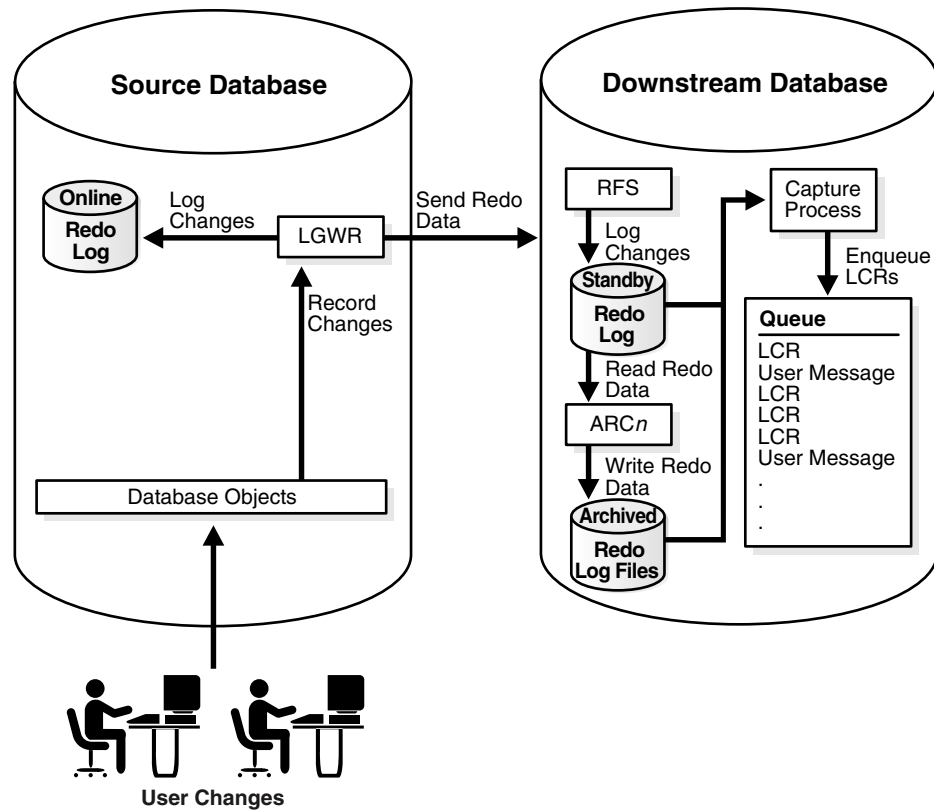 Source Database
Online
Redo
Log
Log
Changes
LGWR
Send Redo
Data
Record
Changes
Database Objects
User Changes
Downstream Database
RFS
Log
Changes
Standby
Redo
Log
Read Redo
Data
ARCn
Write Redo
Data
Archived
Redo
Log Files
Capture
Process
Enqueue
LCRs
Queue
LCR
User Message
LCR
LCR
LCR
User Message
.
.
.